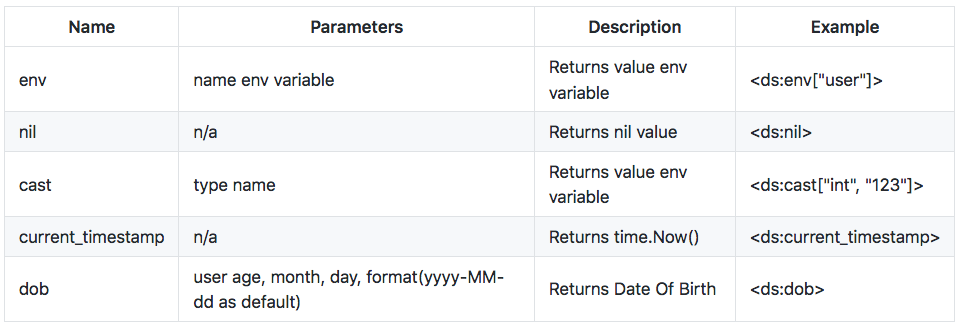 Name Parameters Description Example
env name env variable Returns value env variable <ds:env["user"]>
nil n/a Returns nil value <ds:nil>
cast type name Returns value env variable <ds:cast["int", "123"]>
current_timestamp n/a Returns time.Now() <ds:current_timestamp>
dob user age, month, day, format(yyyy-MM-dd as default) Returns Date Of Birth <ds:dob>